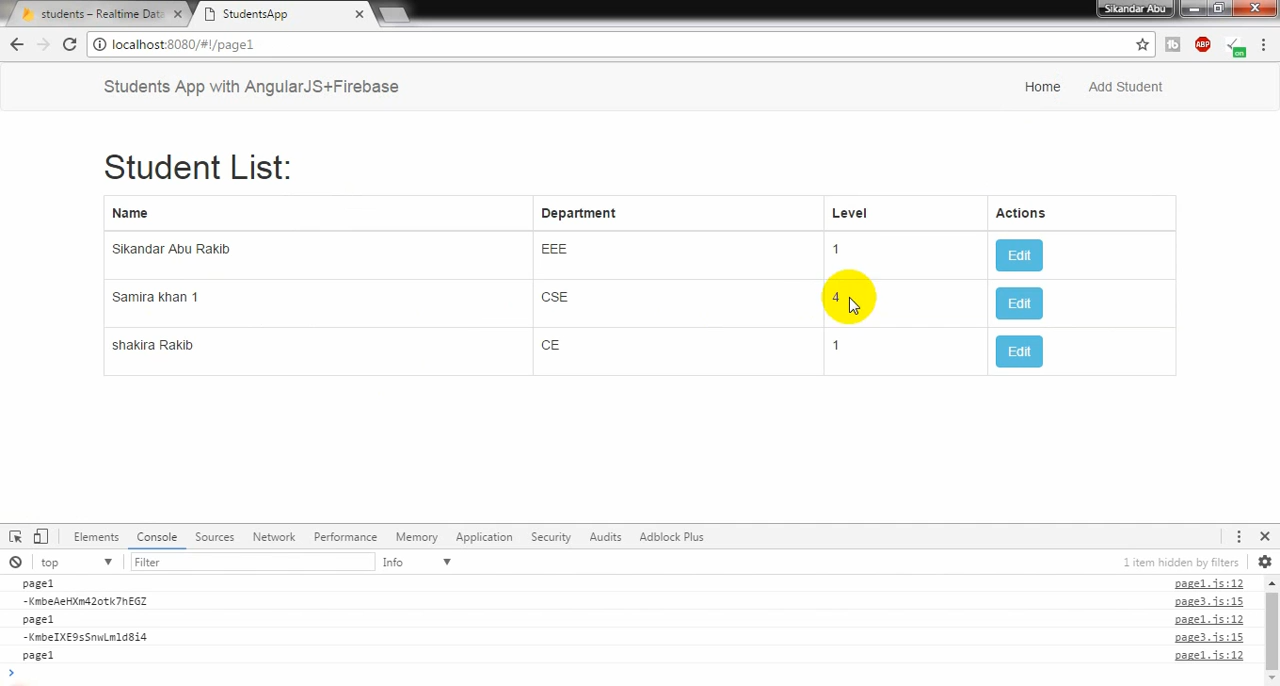 students – Realtime Data
StudentsApp
Sikandar Abu
localhost:8080/#!/page1
ABP
on
Students App with AngularJS+Firebase
Home
Add Student
Student List:
Name Department Level Actions
Sikandar Abu Rakib EEE 1 Edit
Samira khan 1 CSE 4 Edit
shakira Rakib CE 1 Edit
Elements Console Sources Network Performance Memory Application Security Audits Adblock Plus
top Filter Info 1 item hidden by filters
page1 page1.js:12
-KmbeAeHXm42otk7hEGZ page3.js:15
page1 page1.js:12
-KmbeIXE9sSnwLmld8i4 page3.js:15
page1 page1.js:12